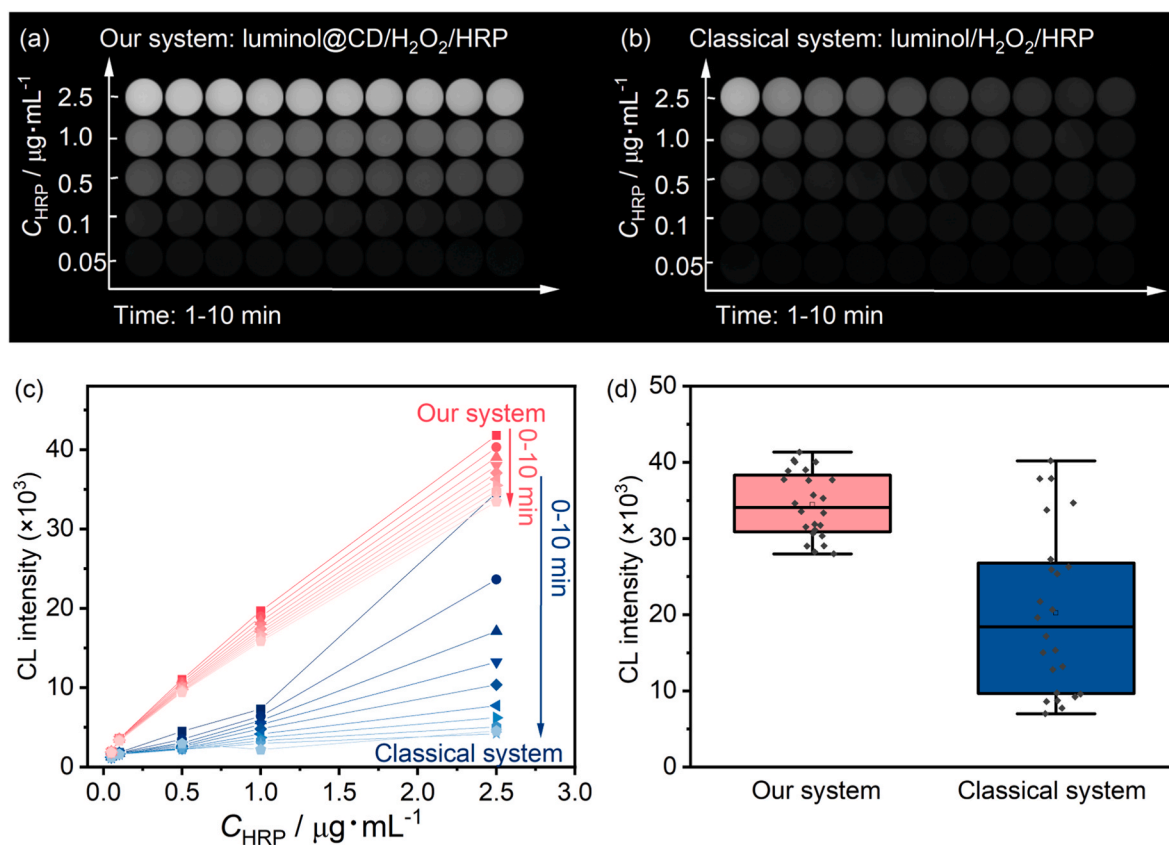 (a) Our system: luminol@CD/H₂O₂/HRP
C_HRP / μg·mL⁻¹
2.5
1.0
0.5
0.1
0.05
Time: 1-10 min
(b) Classical system: luminol/H₂O₂/HRP
C_HRP / μg·mL⁻¹
2.5
1.0
0.5
0.1
0.05
Time: 1-10 min
(c)
CL intensity (×10³)
40
30
20
10
0
Our system
0-10 min
0-10 min
Classical system
0.0 0.5 1.0 1.5 2.0 2.5 3.0
C_HRP / μg·mL⁻¹
(d)
CL intensity (×10³)
50
40
30
20
10
0
Our system Classical system